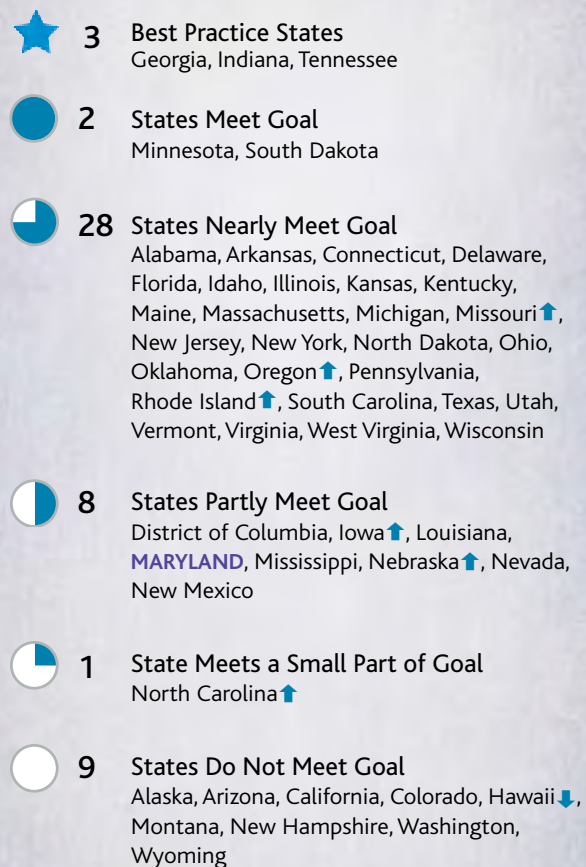 3 Best Practice States
Georgia, Indiana, Tennessee
2 States Meet Goal
Minnesota, South Dakota
28 States Nearly Meet Goal
Alabama, Arkansas, Connecticut, Delaware,
Florida, Idaho, Illinois, Kansas, Kentucky,
Maine, Massachusetts, Michigan, Missouri⬆,
New Jersey, New York, North Dakota, Ohio,
Oklahoma, Oregon⬆, Pennsylvania,
Rhode Island⬆, South Carolina, Texas, Utah,
Vermont, Virginia, West Virginia, Wisconsin
8 States Partly Meet Goal
District of Columbia, Iowa⬆, Louisiana,
MARYLAND, Mississippi, Nebraska⬆, Nevada,
New Mexico
1 State Meets a Small Part of Goal
North Carolina⬆
9 States Do Not Meet Goal
Alaska, Arizona, California, Colorado, Hawaii⬇,
Montana, New Hampshire, Washington,
Wyoming